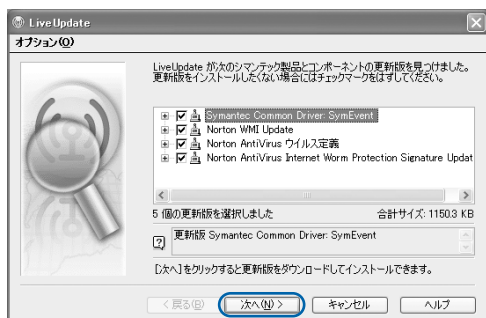 LiveUpdate
オプション(O)
LiveUpdate が次のシマンテック製品とコンポーネントの更新版を見つけました。
更新版をインストールしたくない場合にはチェックマークをはずしてください。
Symantec Common Driver: SymEvent
Norton WMI Update
Norton AntiVirus ウイルス定義
Norton AntiVirus Internet Worm Protection Signature Updat
5 個の更新版を選択しました
合計サイズ: 1150.3 KB
更新版 Symantec Common Driver: SymEvent
[次へ]をクリックすると更新版をダウンロードしてインストールできます。
< 戻る(B)
次へ(N) >
キャンセル
ヘルプ